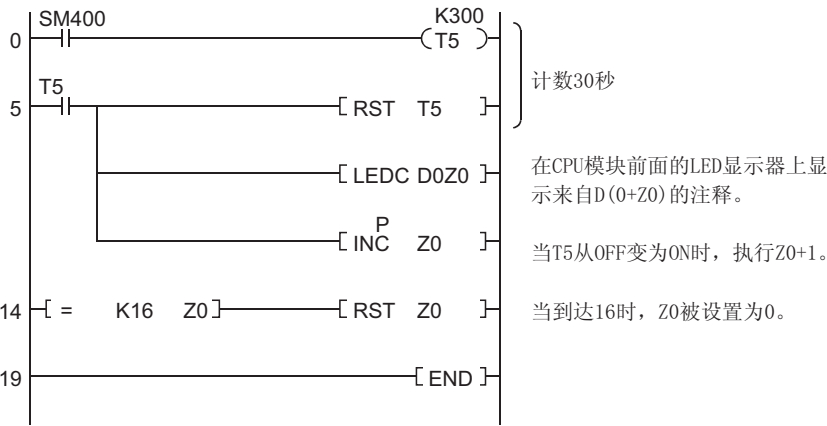 SM400 K300
0 T5
计数30秒
T5
5 RST T5
LEDC D0Z0
在CPU模块前面的LED显示器上显
示来自D(0+Z0)的注释。
P
INC Z0
当T5从OFF变为ON时，执行Z0+1。
14 = K16 Z0 RST Z0
当到达16时，Z0被设置为0。
19 END